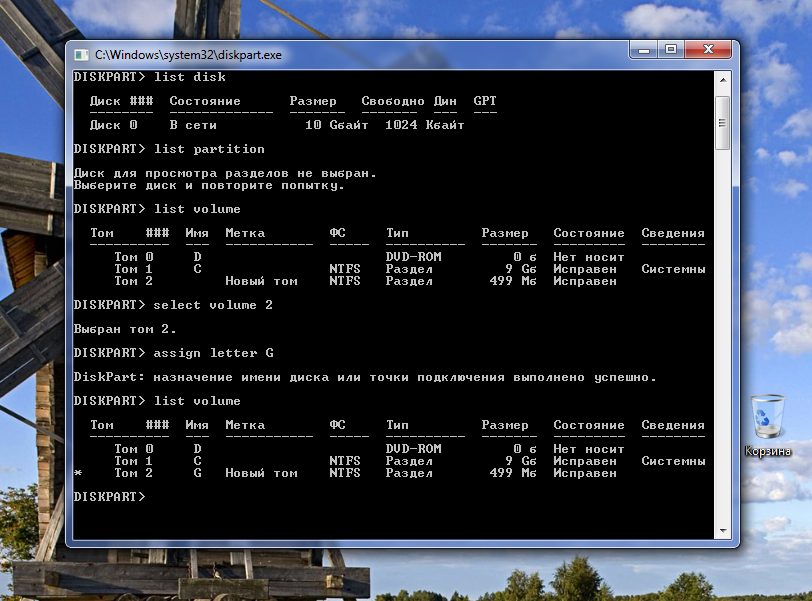 C:\Windows\system32\diskpart.exe
DISKPART> list disk
Диск ### Состояние Размер Свободно Дин GPT
Диск 0 В сети 10 Gбайт 1024 Kбайт
DISKPART> list partition
Диск для просмотра разделов не выбран.
Выберите диск и повторите попытку.
DISKPART> list volume
Том ### Имя Метка ФС Тип Размер Состояние Сведения
Том 0 D DVD-ROM 0 б Нет носит
Том 1 C NTFS Раздел 9 Gб Исправен Системны
Том 2 Новый том NTFS Раздел 499 Mб Исправен
DISKPART> select volume 2
Выбран том 2.
DISKPART> assign letter G
DiskPart: назначение имени диска или точки подключения выполнено успешно.
DISKPART> list volume
Том ### Имя Метка ФС Тип Размер Состояние Сведения
Том 0 D DVD-ROM 0 б Нет носит
Том 1 C NTFS Раздел 9 Gб Исправен Системны
* Том 2 G Новый том NTFS Раздел 499 Mб Исправен
DISKPART>
Корзина